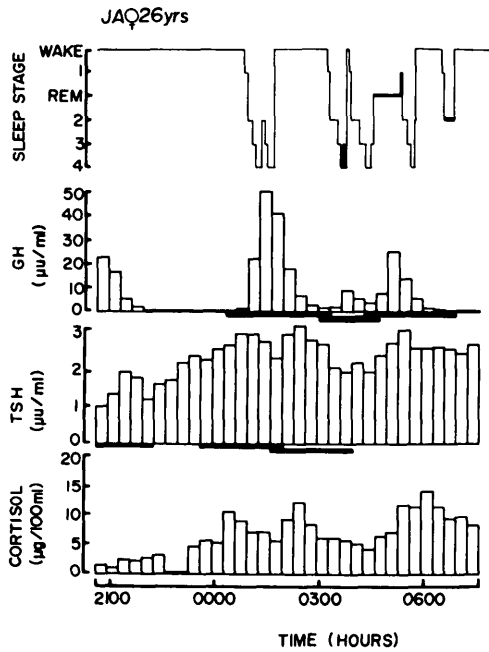 JA♀26yrs
SLEEP STAGE
WAKE
1
REM
2
3
4
GH
(μu/ml)
50
40
30
20
10
0
TSH
(μu/ml)
3
2
1
0
CORTISOL
(μg/100ml)
20
15
10
5
0
2100 0000 0300 0600
TIME (HOURS)